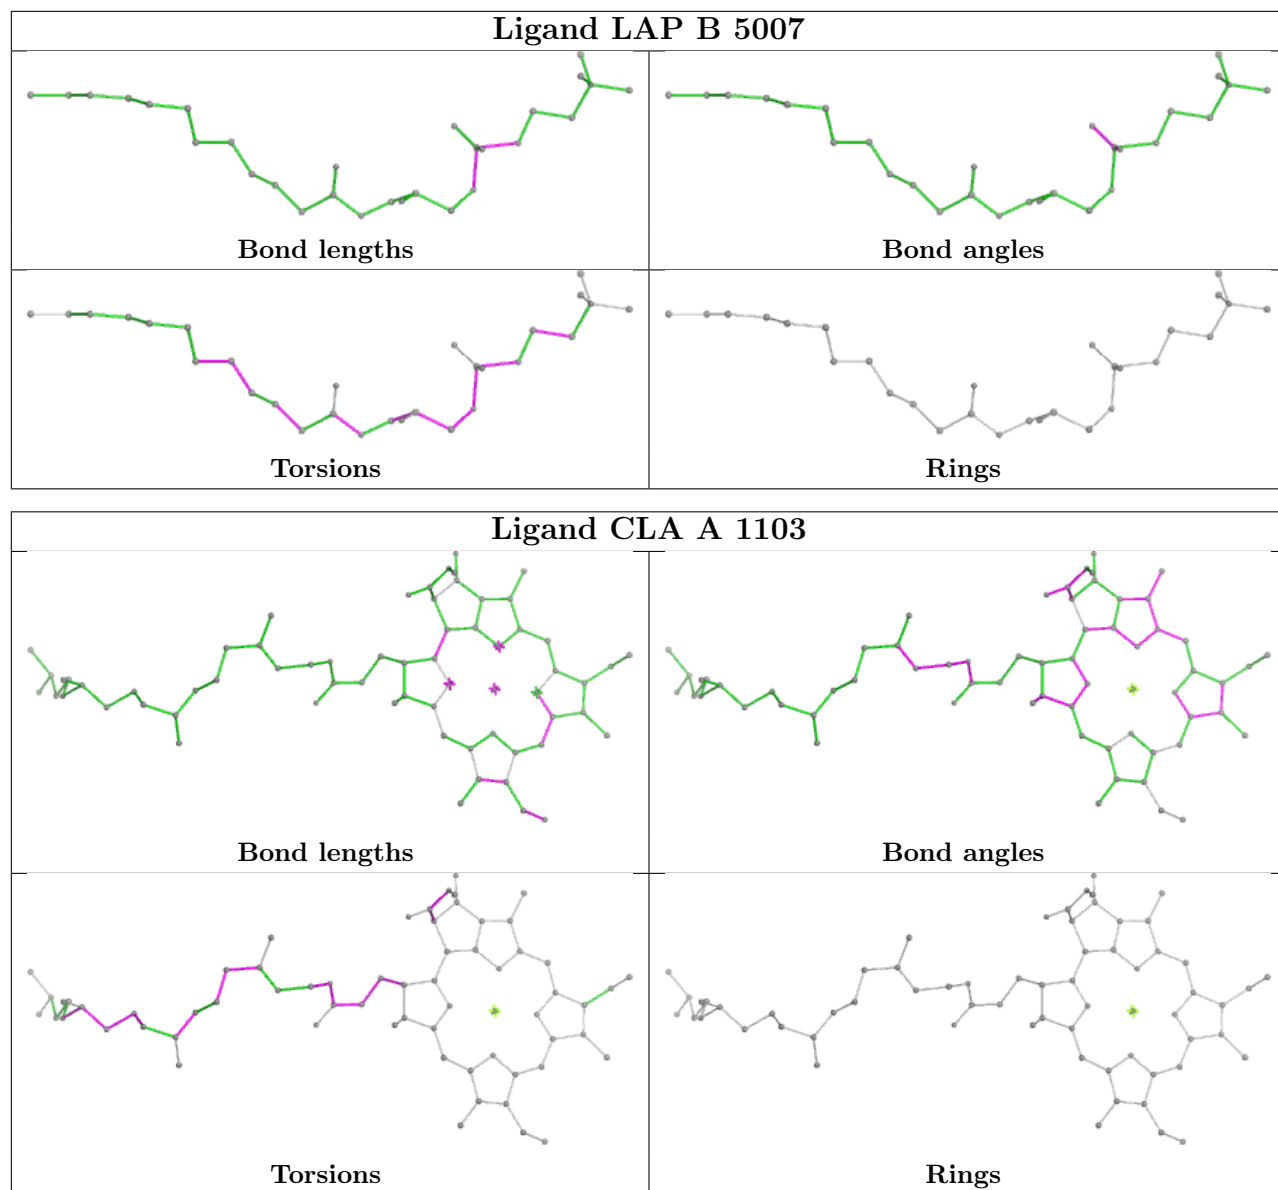 Ligand LAP B 5007
Bond lengths
Bond angles
Torsions
Rings
Ligand CLA A 1103
Bond lengths
Bond angles
Torsions
Rings